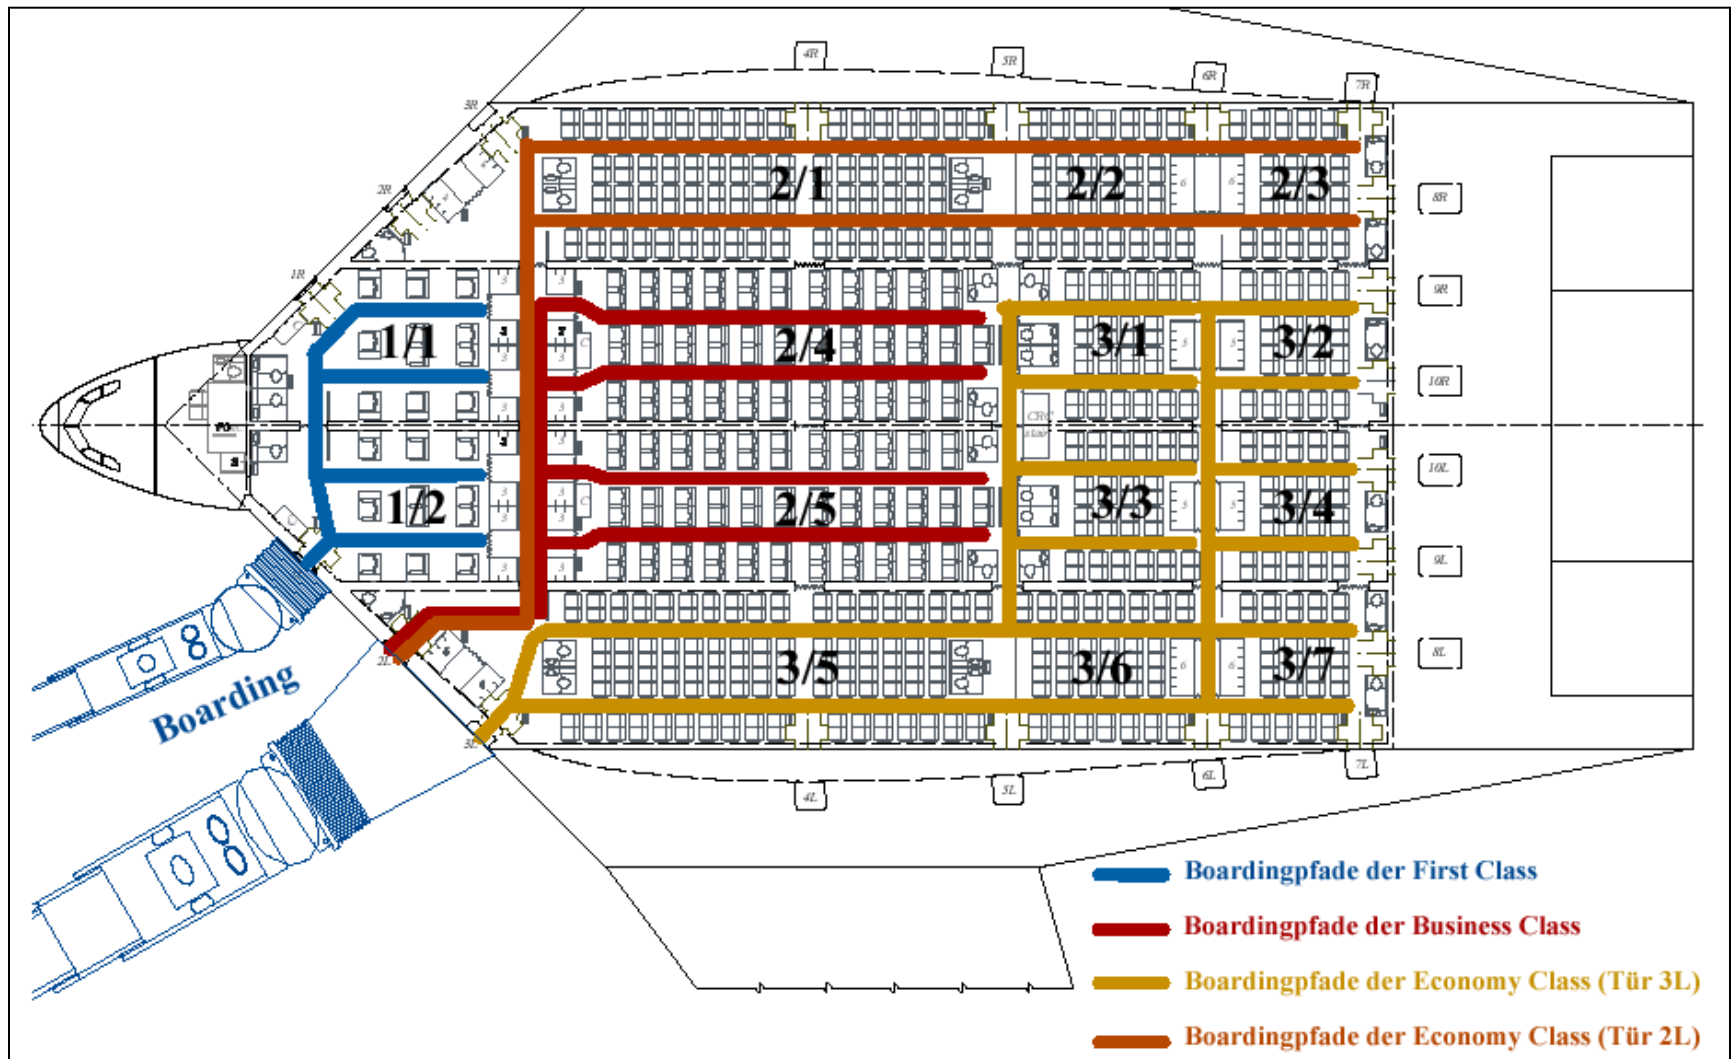 4R
5R
6R
7R
3R
2R
2/1
2/2
2/3
8R
1R
9R
1/1
2/4
3/1
3/2
10R
CRC
1/2
2/5
3/3
3/4
10L
9L
2L
3/5
3/6
3/7
8L
Boarding
3L
7L
6L
4L
5L
Boardingpfade der First Class
Boardingpfade der Business Class
Boardingpfade der Economy Class (Tür 3L)
Boardingpfade der Economy Class (Tür 2L)